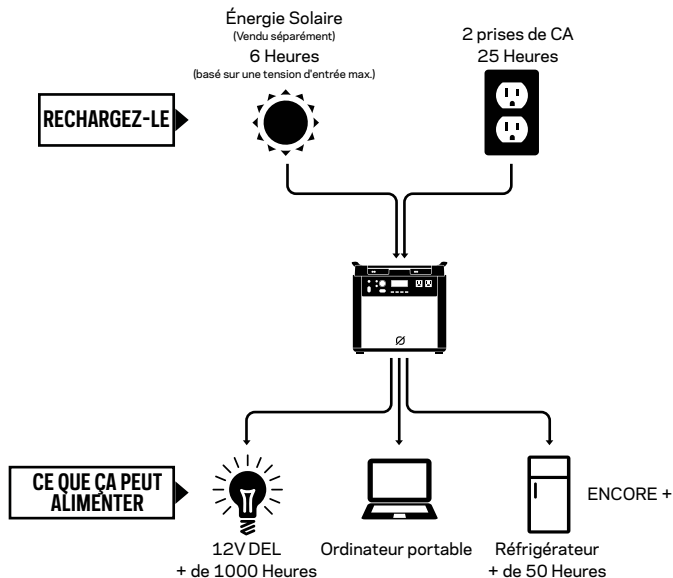 Énergie Solaire
(Vendu séparément)
6 Heures
(basé sur une tension d'entrée max.)
2 prises de CA
25 Heures
RECHARGEZ-LE
CE QUE ÇA PEUT
ALIMENTER
12V DEL
+ de 1000 Heures
Ordinateur portable
Réfrigérateur
+ de 50 Heures
ENCORE +